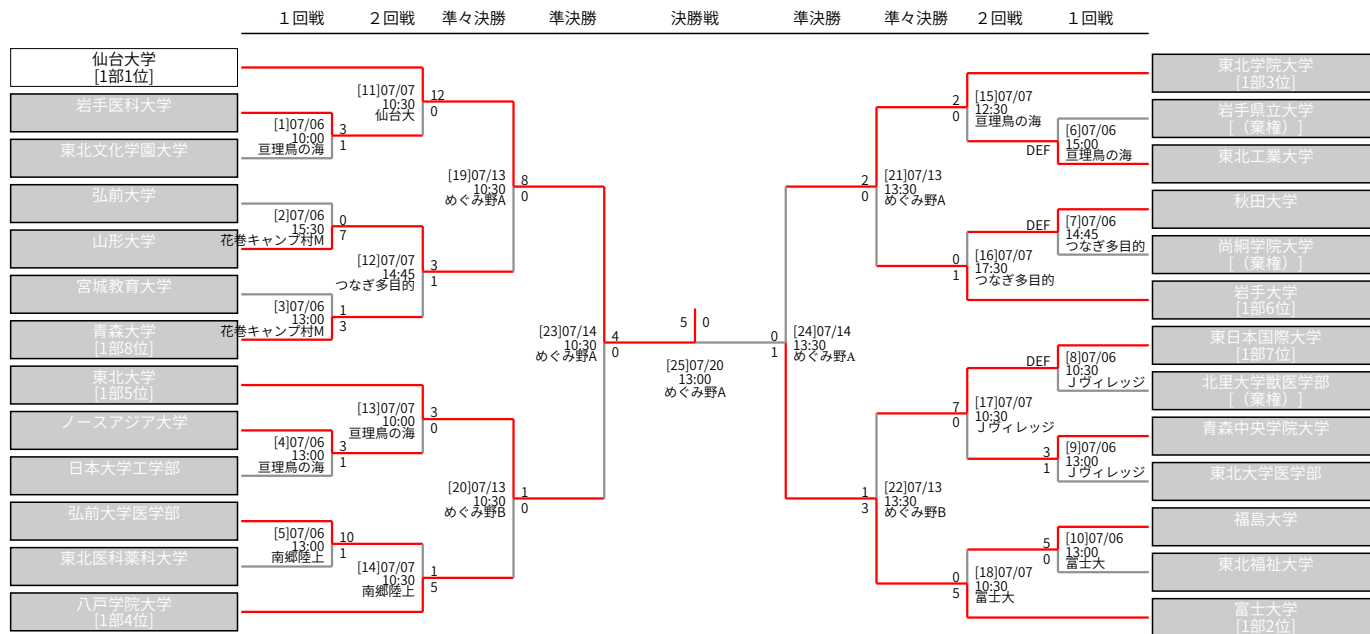 １回戦 ２回戦 準々決勝 準決勝 決勝戦 準決勝 準々決勝 ２回戦 １回戦
仙台大学
[1部1位]
岩手医科大学
東北文化学園大学
弘前大学
山形大学
宮城教育大学
青森大学
[1部8位]
東北大学
[1部5位]
ノースアジア大学
日本大学工学部
弘前大学医学部
東北医科薬科大学
八戸学院大学
[1部4位]
[1]07/06
10:00
亘理鳥の海
3
1
[2]07/06
15:30
花巻キャンプ村M
0
7
[3]07/06
13:00
花巻キャンプ村M
1
3
[4]07/06
13:00
亘理鳥の海
3
1
[5]07/06
13:00
南郷陸上
10
1
[11]07/07
10:30
仙台大
12
0
[12]07/07
14:45
つなぎ多目的
3
1
[13]07/07
10:00
亘理鳥の海
3
0
[14]07/07
10:30
南郷陸上
1
5
[19]07/13
10:30
めぐみ野A
8
0
[20]07/13
10:30
めぐみ野B
1
0
[23]07/14
10:30
めぐみ野A
4
0
5 0
[25]07/20
13:00
めぐみ野A
0
1
[24]07/14
13:30
めぐみ野A
2
0
[21]07/13
13:30
めぐみ野A
1
3
[22]07/13
13:30
めぐみ野B
2
0
[15]07/07
12:30
亘理鳥の海
0
1
[16]07/07
17:30
つなぎ多目的
7
0
[17]07/07
10:30
Ｊヴィレッジ
0
5
[18]07/07
10:30
富士大
DEF
[6]07/06
15:00
亘理鳥の海
DEF
[7]07/06
14:45
つなぎ多目的
DEF
[8]07/06
10:30
Ｊヴィレッジ
3
1
[9]07/06
13:00
Ｊヴィレッジ
5
0
[10]07/06
13:00
富士大
東北学院大学
[1部3位]
岩手県立大学
[（棄権）]
東北工業大学
秋田大学
尚絅学院大学
[（棄権）]
岩手大学
[1部6位]
東日本国際大学
[1部7位]
北里大学獣医学部
[（棄権）]
青森中央学院大学
東北大学医学部
福島大学
東北福祉大学
富士大学
[1部2位]